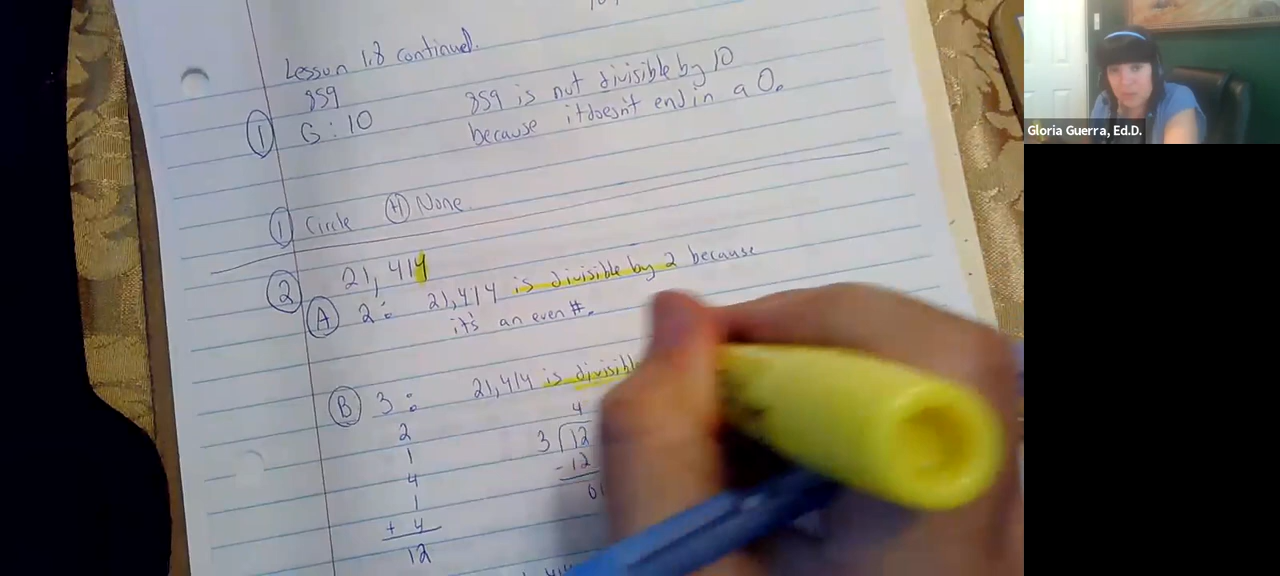 Lesson 1.8 continued.
859
① G: 10 859 is not divisible by 10
because it doesn't end in a 0.
① Circle Ⓗ None
② 21,414
Ⓐ 2: 21,414 is divisible by 2 because
it's an even #.
Ⓑ 3: 21,414 is divisibl
2
1
4
1
+ 4
12
4
3 12
- 12
0
Gloria Guerra, Ed.D.